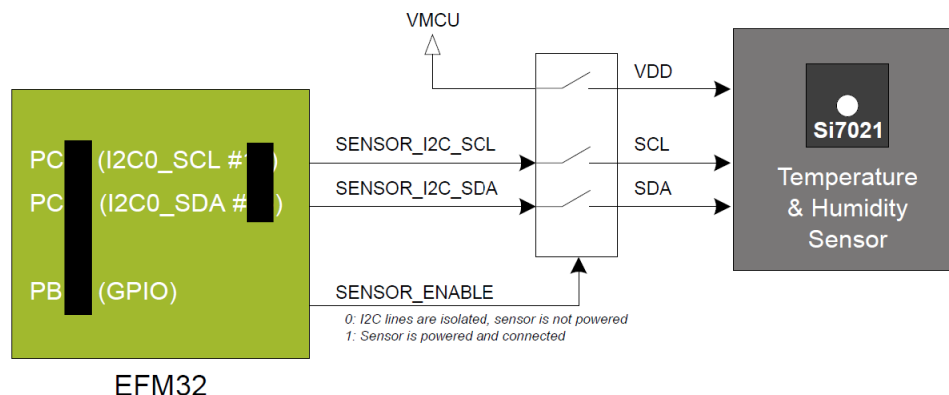 VMCU
VDD
Si7021
PC (I2C0_SCL #
SENSOR_I2C_SCL
SCL
PC (I2C0_SDA # )
SENSOR_I2C_SDA
SDA
Temperature
& Humidity
Sensor
PB (GPIO)
SENSOR_ENABLE
0: I2C lines are isolated, sensor is not powered
1: Sensor is powered and connected
EFM32